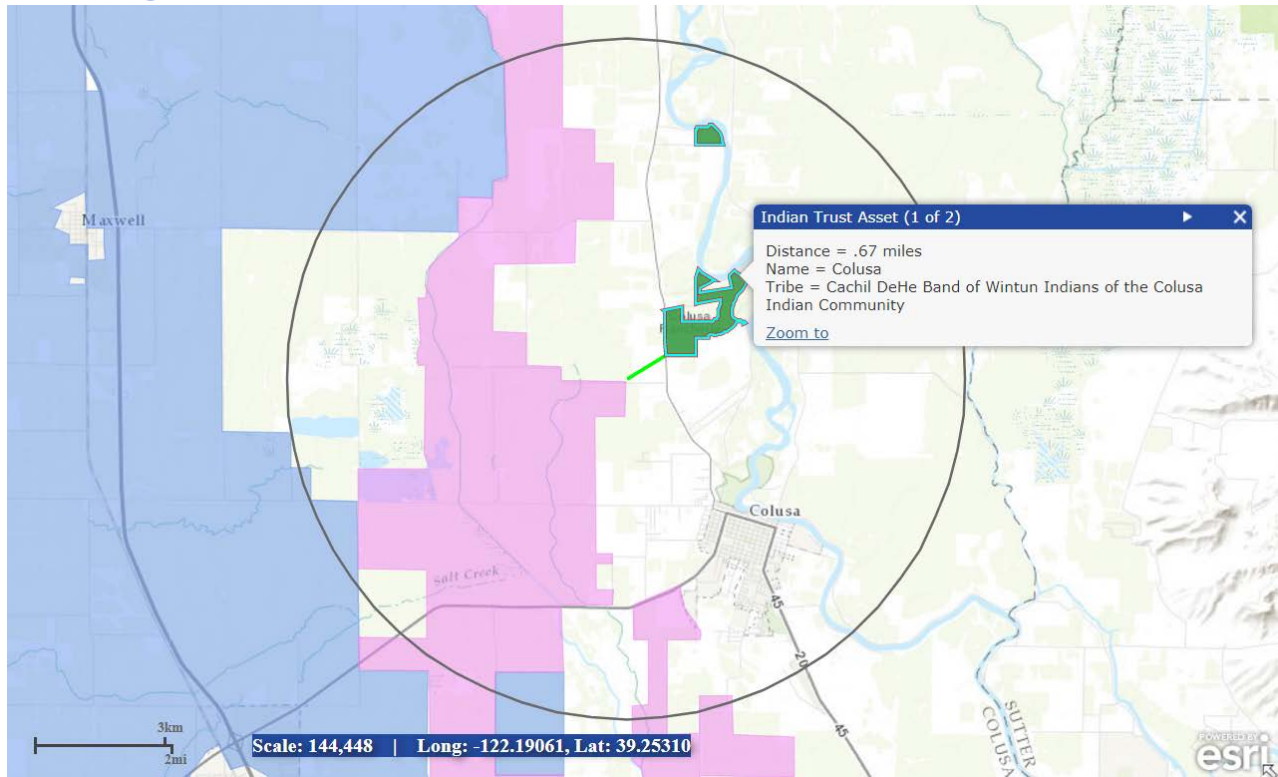 Maxwell
Indian Trust Asset (1 of 2)
Distance = .67 miles
Name = Colusa
Tribe = Cachil DeHe Band of Wintun Indians of the Colusa
Indian Community
Zoom to
Colusa
Salt Creek
45
20
45
SUTTER
COLUSA
3km
2mi
Scale: 144,448 | Long: -122.19061, Lat: 39.25310
POWERED BY
esri